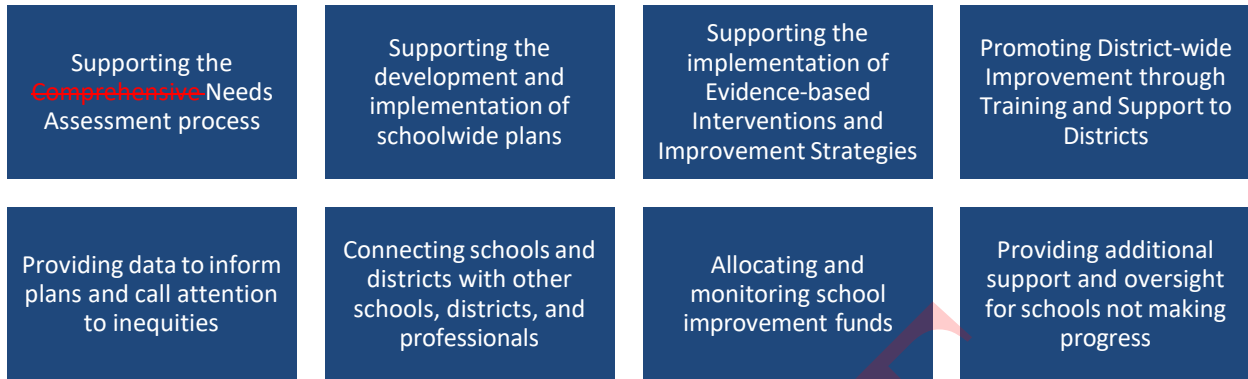 Supporting the
Comprehensive Needs
Assessment process
Supporting the
development and
implementation of
schoolwide plans
Supporting the
implementation of
Evidence-based
Interventions and
Improvement Strategies
Promoting District-wide
Improvement through
Training and Support to
Districts
Providing data to inform
plans and call attention
to inequities
Connecting schools and
districts with other
schools, districts, and
professionals
Allocating and
monitoring school
improvement funds
Providing additional
support and oversight
for schools not making
progress